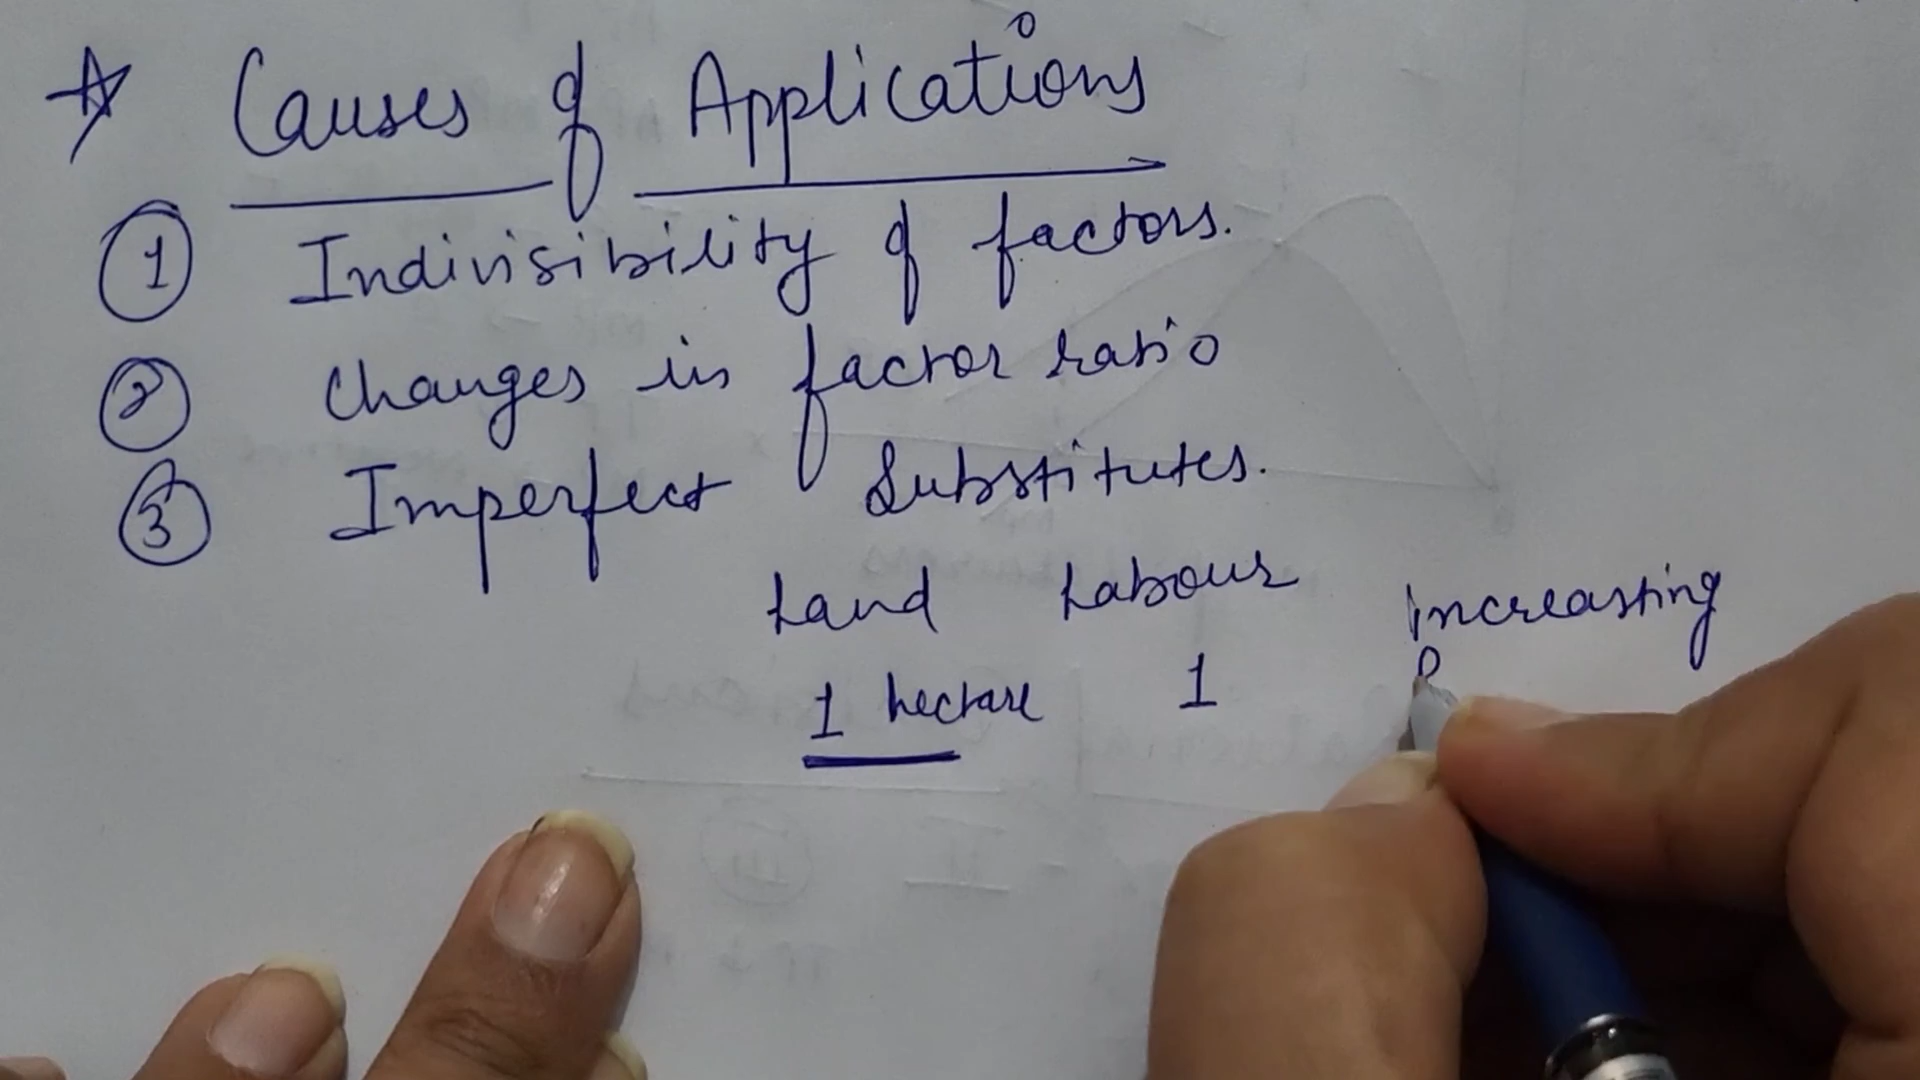 Causes of Applications
1 Indivisibility of factors.
2 Changes in factor ratio
3 Imperfect Substitutes.
Land Labour increasing
1 hectare 1